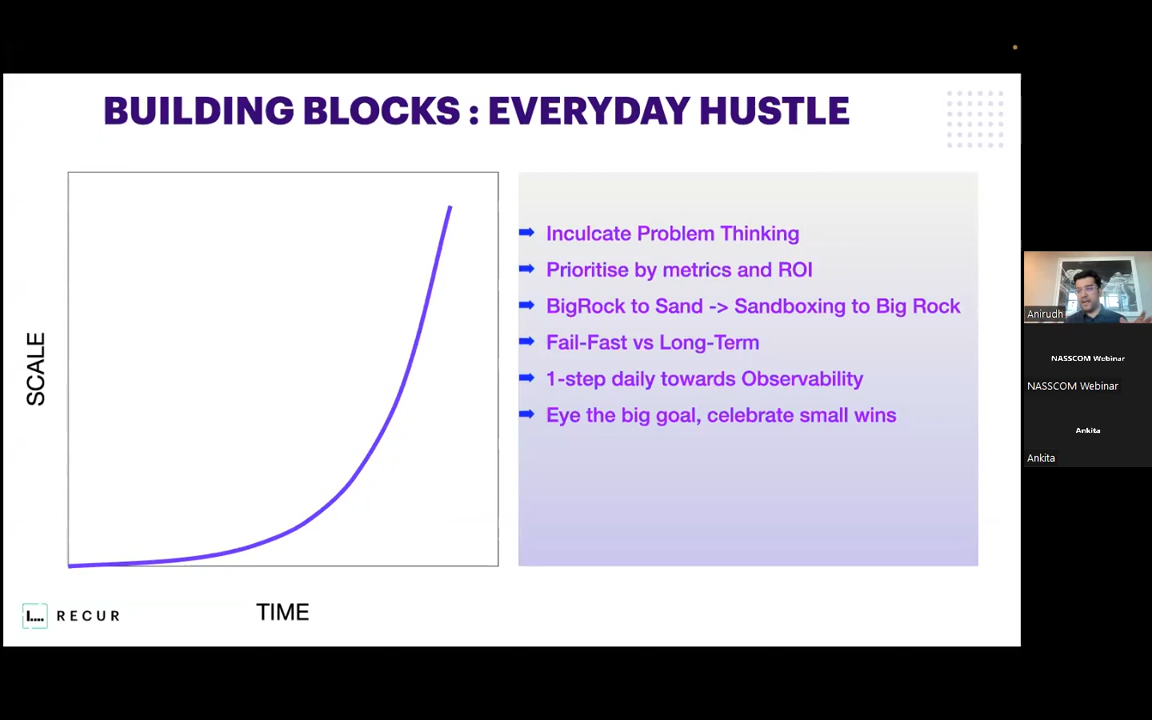 BUILDING BLOCKS : EVERYDAY HUSTLE
SCALE
TIME
Inculcate Problem Thinking
Prioritise by metrics and ROI
BigRock to Sand -> Sandboxing to Big Rock
Fail-Fast vs Long-Term
1-step daily towards Observability
Eye the big goal, celebrate small wins
RECUR
Anirudh
NASSCOM Webinar
NASSCOM Webinar
Ankita
Ankita